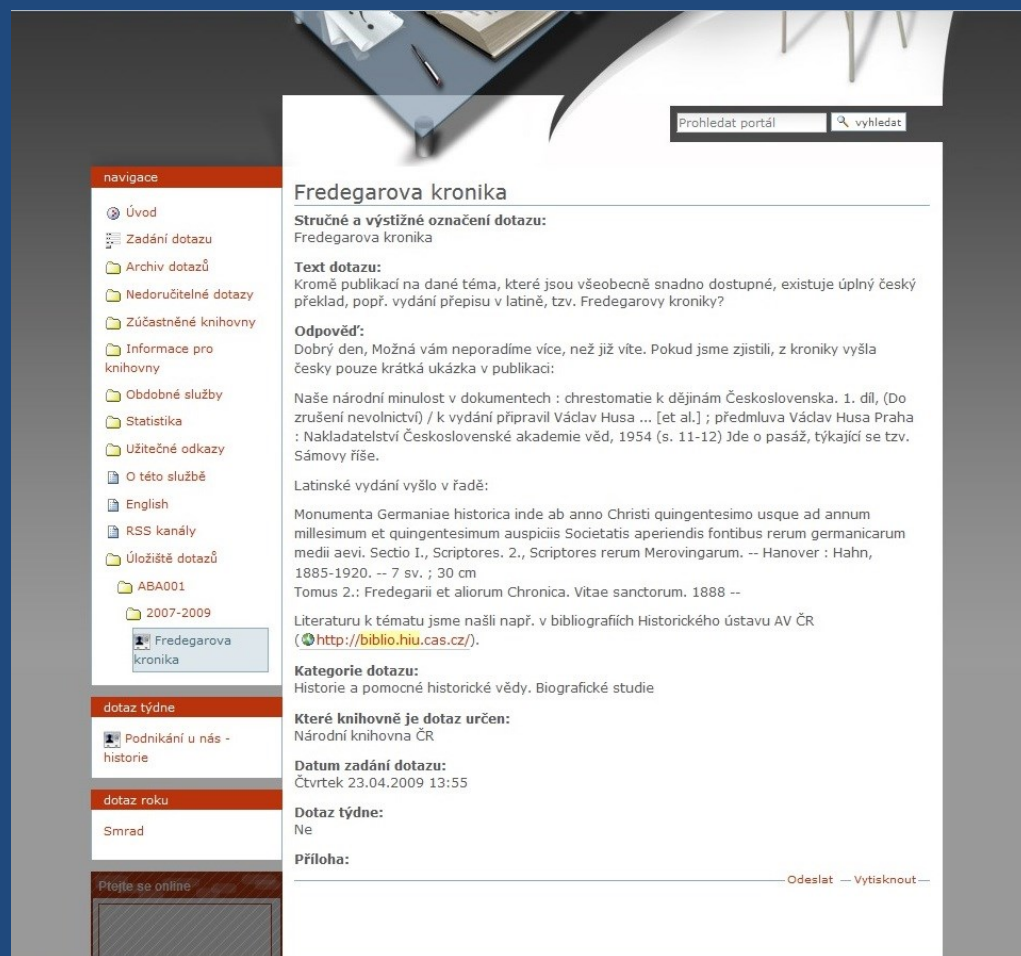 Prohledat portál
vyhledat
navigace
Úvod
Zadání dotazu
Archiv dotazů
Nedoručitelné dotazy
Zúčastněné knihovny
Informace pro
knihovny
Obdobné služby
Statistika
Užitečné odkazy
O této službě
English
RSS kanály
Úložiště dotazů
ABA001
2007-2009
Fredegarova
kronika
dotaz týdne
Podnikání u nás -
historie
dotaz roku
Smrad
Ptejte se online
Fredegarova kronika
Stručné a výstižné označení dotazu:
Fredegarova kronika
Text dotazu:
Kromě publikací na dané téma, které jsou všeobecně snadno dostupné, existuje úplný český
překlad, popř. vydání přepisu v latině, tzv. Fredegarovy kroniky?
Odpověď:
Dobrý den, Možná vám neporadíme více, než již víte. Pokud jsme zjistili, z kroniky vyšla
česky pouze krátká ukázka v publikaci:
Naše národní minulost v dokumentech : chrestomatie k dějinám Československa. 1. díl, (Do
zrušení nevolnictví) / k vydání připravil Václav Husa ... [et al.] ; předmluva Václav Husa Praha
: Nakladatelství Československé akademie věd, 1954 (s. 11-12) Jde o pasáž, týkající se tzv.
Sámovy říše.
Latinské vydání vyšlo v řadě:
Monumenta Germaniae historica inde ab anno Christi quingentesimo usque ad annum
millesimum et quingentesimum auspiciis Societatis aperiendis fontibus rerum germanicarum
medii aevi. Sectio I., Scriptores. 2., Scriptores rerum Merovingarum. -- Hanover : Hahn,
1885-1920. -- 7 sv. ; 30 cm
Tomus 2.: Fredegarii et aliorum Chronica. Vitae sanctorum. 1888 --
Literaturu k tématu jsme našli např. v bibliografiích Historického ústavu AV ČR
(http://biblio.hiu.cas.cz/).
Kategorie dotazu:
Historie a pomocné historické vědy. Biografické studie
Které knihovně je dotaz určen:
Národní knihovna ČR
Datum zadání dotazu:
Čtvrtek 23.04.2009 13:55
Dotaz týdne:
Ne
Příloha:
Odeslat — Vytisknout